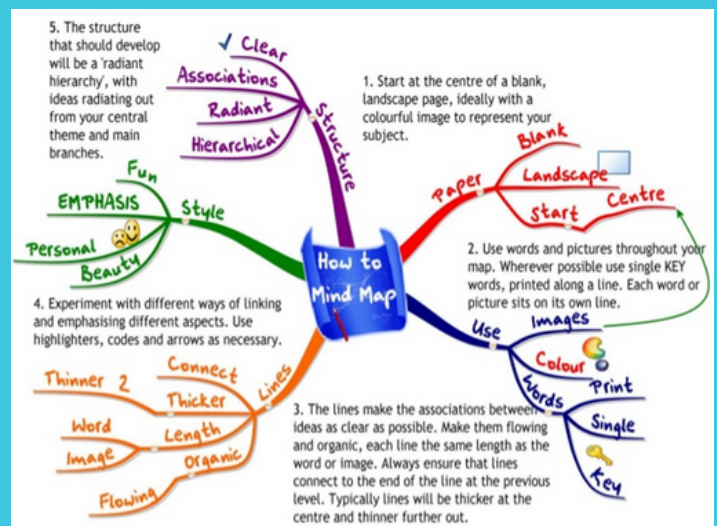 How to
Mind Map
1. Start at the centre of a blank,
landscape page, ideally with a
colourful image to represent your
subject.
Paper
Blank
Landscape
Start
Centre
2. Use words and pictures throughout your
map. Wherever possible use single KEY
words, printed along a line. Each word or
picture sits on its own line.
Use
Images
Colour
Words
Print
Single
Key
3. The lines make the associations between
ideas as clear as possible. Make them flowing
and organic, each line the same length as the
word or image. Always ensure that lines
connect to the end of the line at the previous
level. Typically lines will be thicker at the
centre and thinner further out.
Lines
Connect
Thicker
Thinner 2
Length
Word
Image
Organic
Flowing
4. Experiment with different ways of linking
and emphasising different aspects. Use
highlighters, codes and arrows as necessary.
Style
Fun
EMPHASIS
Personal
Beauty
5. The structure
that should develop
will be a 'radiant
hierarchy', with
ideas radiating out
from your central
theme and main
branches.
Structure
Clear
Associations
Radiant
Hierarchical